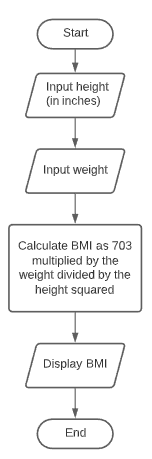 Start
Input height
(in inches)
Input weight
Calculate BMI as 703
multiplied by the
weight divided by the
height squared
Display BMI
End